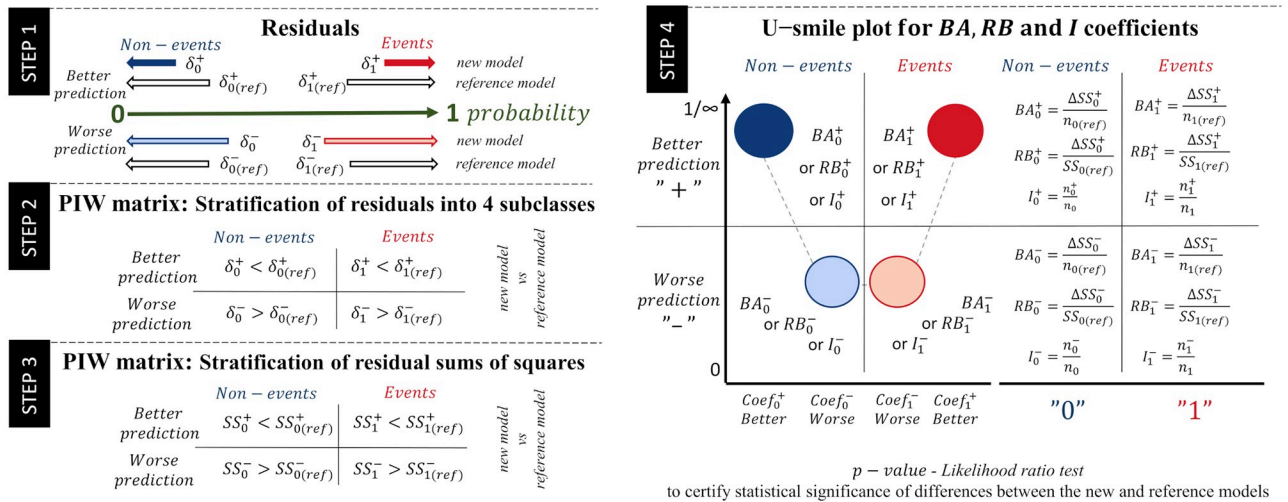 STEP 1
Residuals
Non − events
Events
δ₀⁺
δ₁⁺
new model
Better
prediction
δ₀₍ref₎⁺
δ₁₍ref₎⁺
reference model
0
1 probability
Worse
prediction
δ₀⁻
δ₁⁻
new model
δ₀₍ref₎⁻
δ₁₍ref₎⁻
reference model
STEP 2
PIW matrix: Stratification of residuals into 4 subclasses
Non − events
Events
Better
prediction
δ₀⁺ < δ₀₍ref₎⁺
δ₁⁺ < δ₁₍ref₎⁺
Worse
prediction
δ₀⁻ > δ₀₍ref₎⁻
δ₁⁻ > δ₁₍ref₎⁻
new model
vs
reference model
STEP 3
PIW matrix: Stratification of residual sums of squares
Non − events
Events
Better
prediction
SS₀⁺ < SS₀₍ref₎⁺
SS₁⁺ < SS₁₍ref₎⁺
Worse
prediction
SS₀⁻ > SS₀₍ref₎⁻
SS₁⁻ > SS₁₍ref₎⁻
new model
vs
reference model
STEP 4
U−smile plot for BA, RB and I coefficients
Non − events
Events
Non − events
Events
1/∞
Better
prediction
"+"
BA₀⁺
or RB₀⁺
or I₀⁺
BA₁⁺
or RB₁⁺
or I₁⁺
BA₀⁺ = ΔSS₀⁺/n₀₍ref₎
RB₀⁺ = ΔSS₀⁺/SS₀₍ref₎
I₀⁺ = n₀⁺/n₀
BA₁⁺ = ΔSS₁⁺/n₁₍ref₎
RB₁⁺ = ΔSS₁⁺/SS₁₍ref₎
I₁⁺ = n₁⁺/n₁
Worse
prediction
"−"
BA₀⁻
or RB₀⁻
or I₀⁻
BA₁⁻
or RB₁⁻
or I₁⁻
BA₀⁻ = ΔSS₀⁻/n₀₍ref₎
RB₀⁻ = ΔSS₀⁻/SS₀₍ref₎
I₀⁻ = n₀⁻/n₀
BA₁⁻ = ΔSS₁⁻/n₁₍ref₎
RB₁⁻ = ΔSS₁⁻/SS₁₍ref₎
I₁⁻ = n₁⁻/n₁
0
Coef₀⁺
Better
Coef₀⁻
Worse
Coef₁⁻
Worse
Coef₁⁺
Better
"0"
"1"
p − value - Likelihood ratio test
to certify statistical significance of differences between the new and reference models